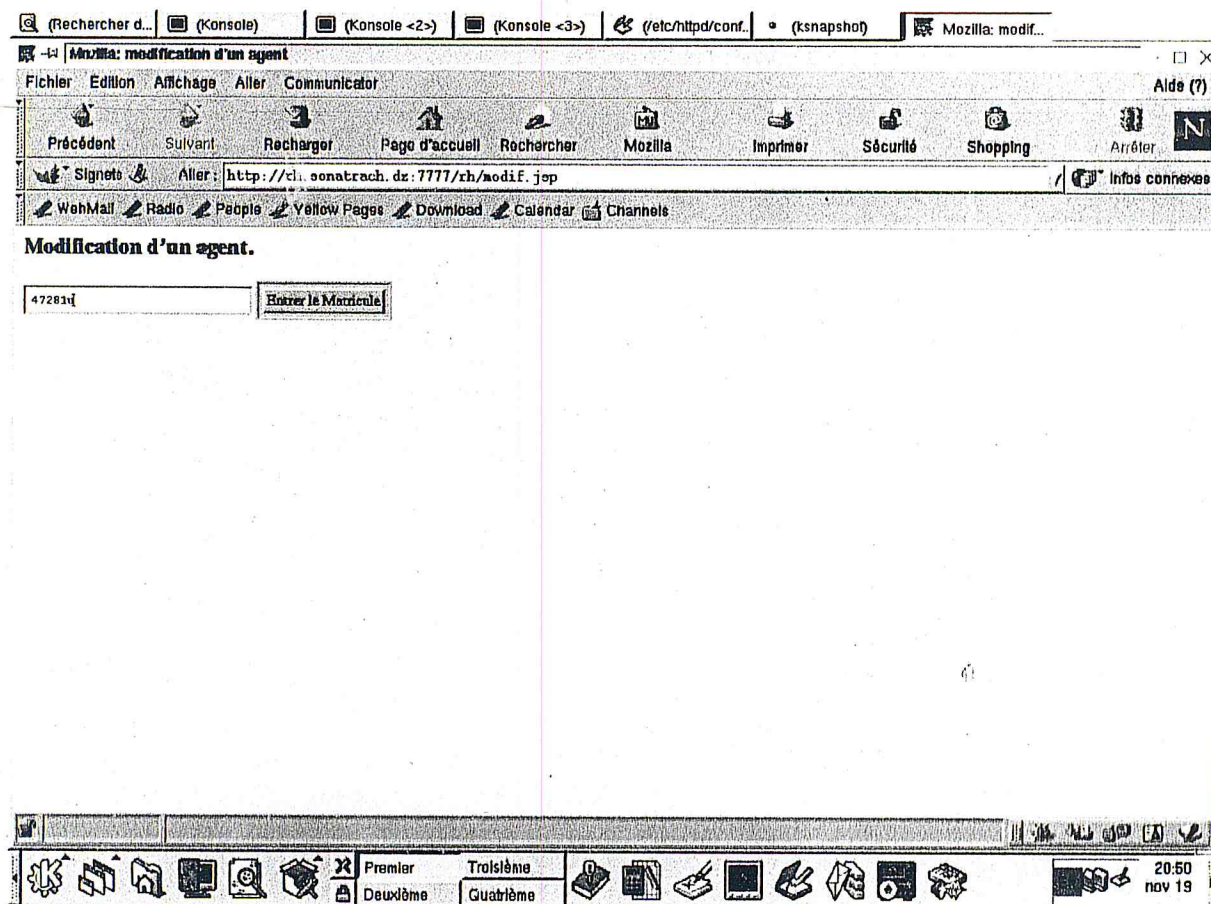 (Rechercher d... (Konsole) (Konsole <2>) (Konsole <3>) (/etc/httpd/conf.. (ksnapshot) Mozilla: modif...
Mozilla: modification d'un agent
Fichier Edition Affichage Aller Communicator Aide (?)
Précédent Suivant Recharger Page d'accueil Rechercher Mozilla Imprimer Sécurité Shopping Arrêter N
Signets Aller : http://rh.sonatrach.dz:7777/rh/modif.jsp Infos connexes
WebMail Radio People Yellow Pages Download Calendar Channels
Modification d'un agent.
47281u Entrer le Matricule
Premier Troisième
Deuxième Quatrième
20:50
nov 19